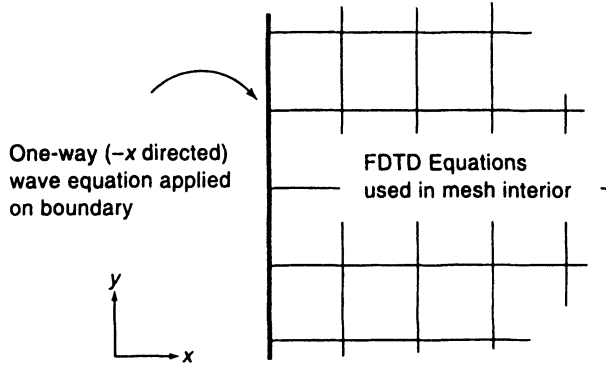 One-way (–x directed)
wave equation applied
on boundary
FDTD Equations
used in mesh interior
y
x